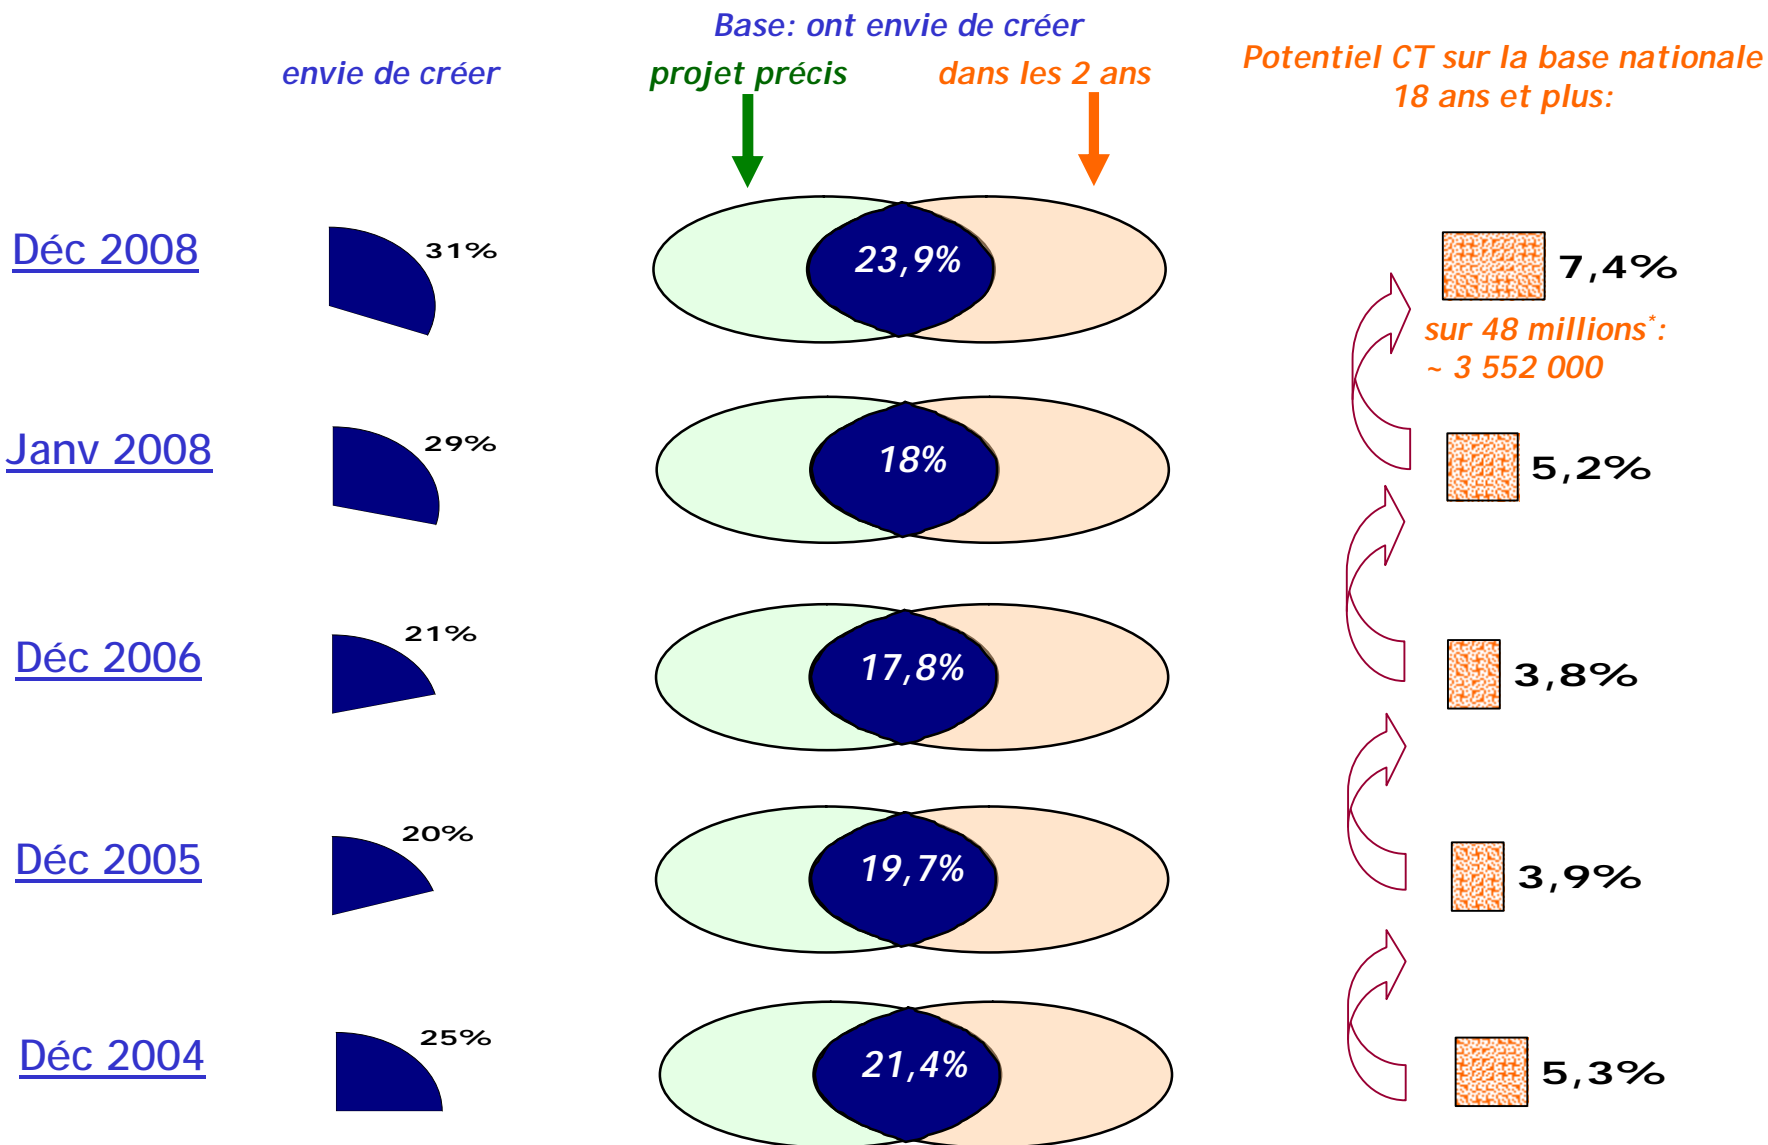 Base: ont envie de créer
envie de créer
projet précis
dans les 2 ans
Potentiel CT sur la base nationale
18 ans et plus:
Déc 2008
31%
23,9%
7,4%
sur 48 millions*:
~ 3 552 000
Janv 2008
29%
18%
5,2%
Déc 2006
21%
17,8%
3,8%
Déc 2005
20%
19,7%
3,9%
Déc 2004
25%
21,4%
5,3%